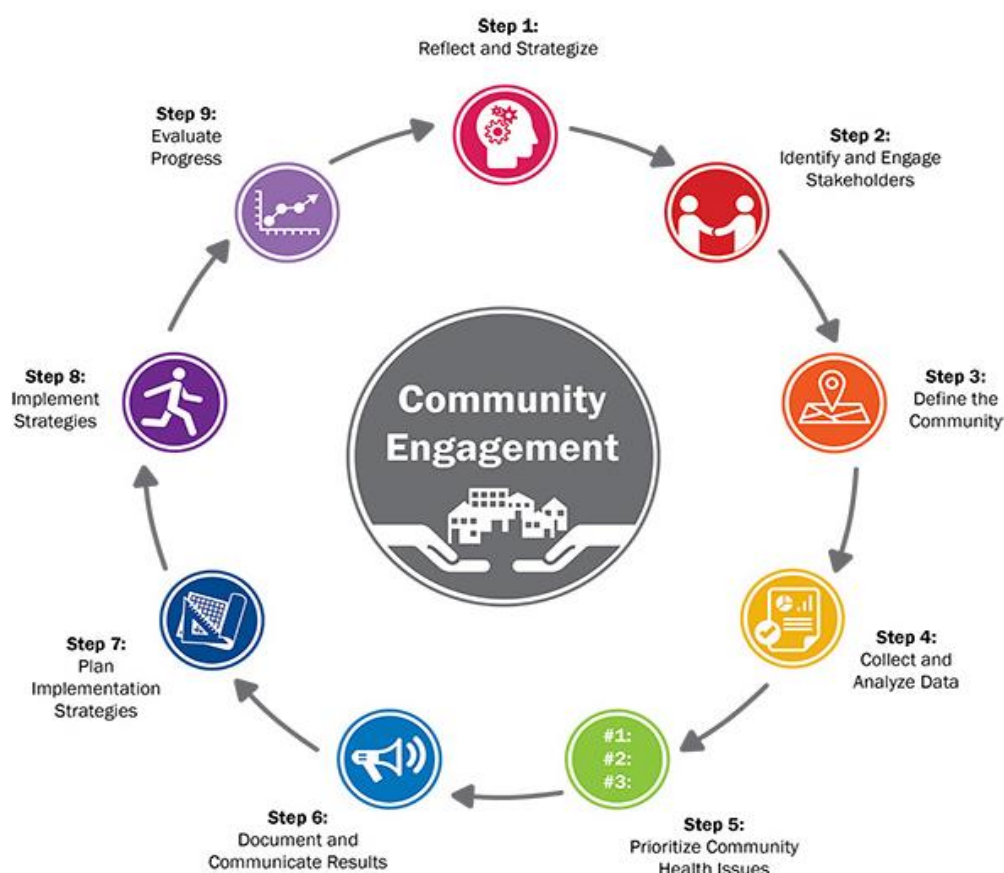 Step 1:
Reflect and Strategize
Step 2:
Identify and Engage
Stakeholders
Step 3:
Define the
Community
Step 4:
Collect and
Analyze Data
#1:
#2:
#3:
Step 5:
Prioritize Community
Health Issues
Step 6:
Document and
Communicate Results
Step 7:
Plan
Implementation
Strategies
Step 8:
Implement
Strategies
Step 9:
Evaluate
Progress
Community
Engagement